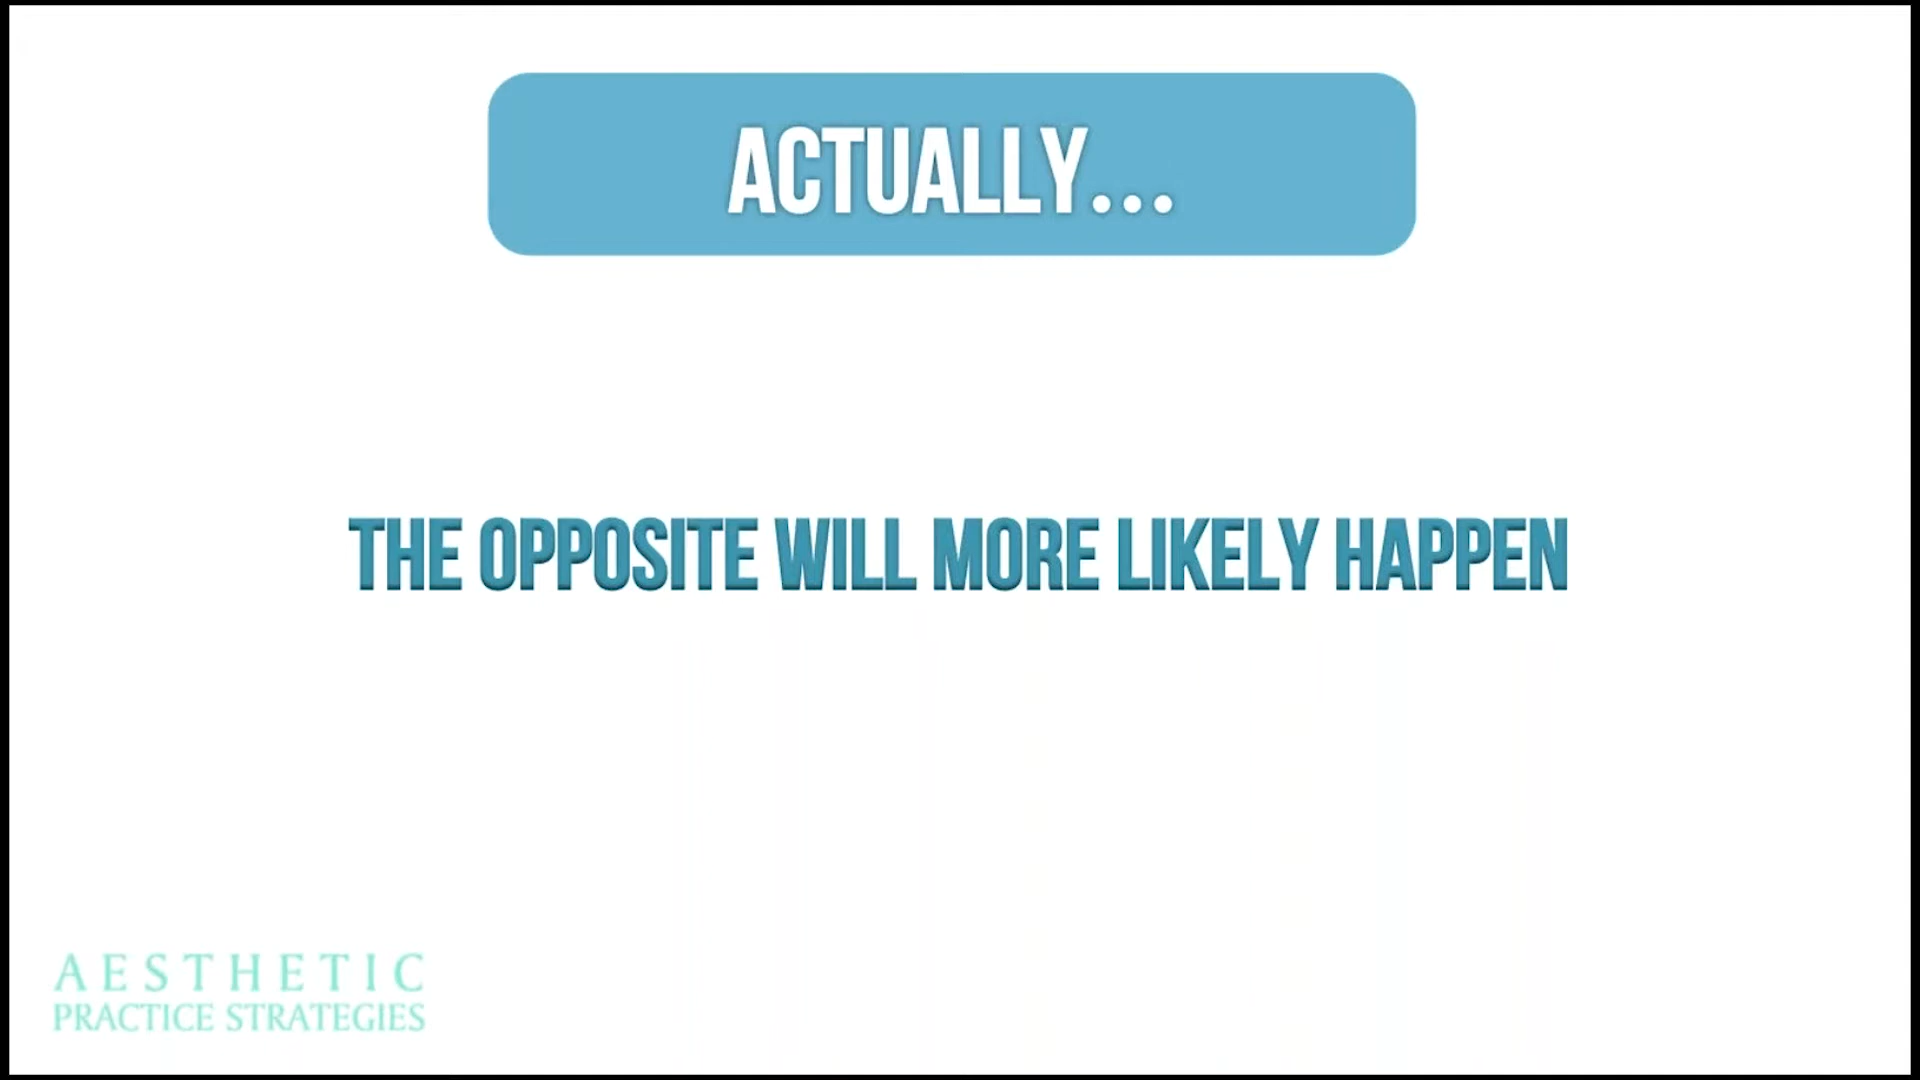 ACTUALLY...
THE OPPOSITE WILL MORE LIKELY HAPPEN
AESTHETIC
PRACTICE STRATEGIES